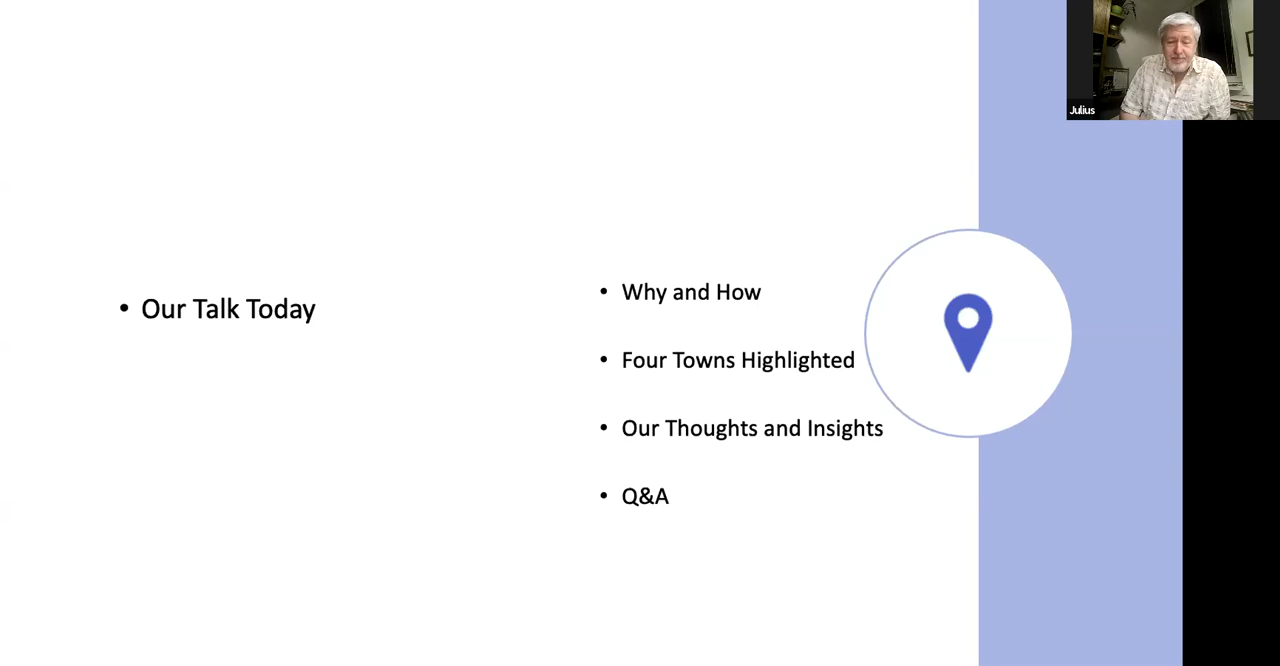 Julius
• Our Talk Today
• Why and How
• Four Towns Highlighted
• Our Thoughts and Insights
• Q&A